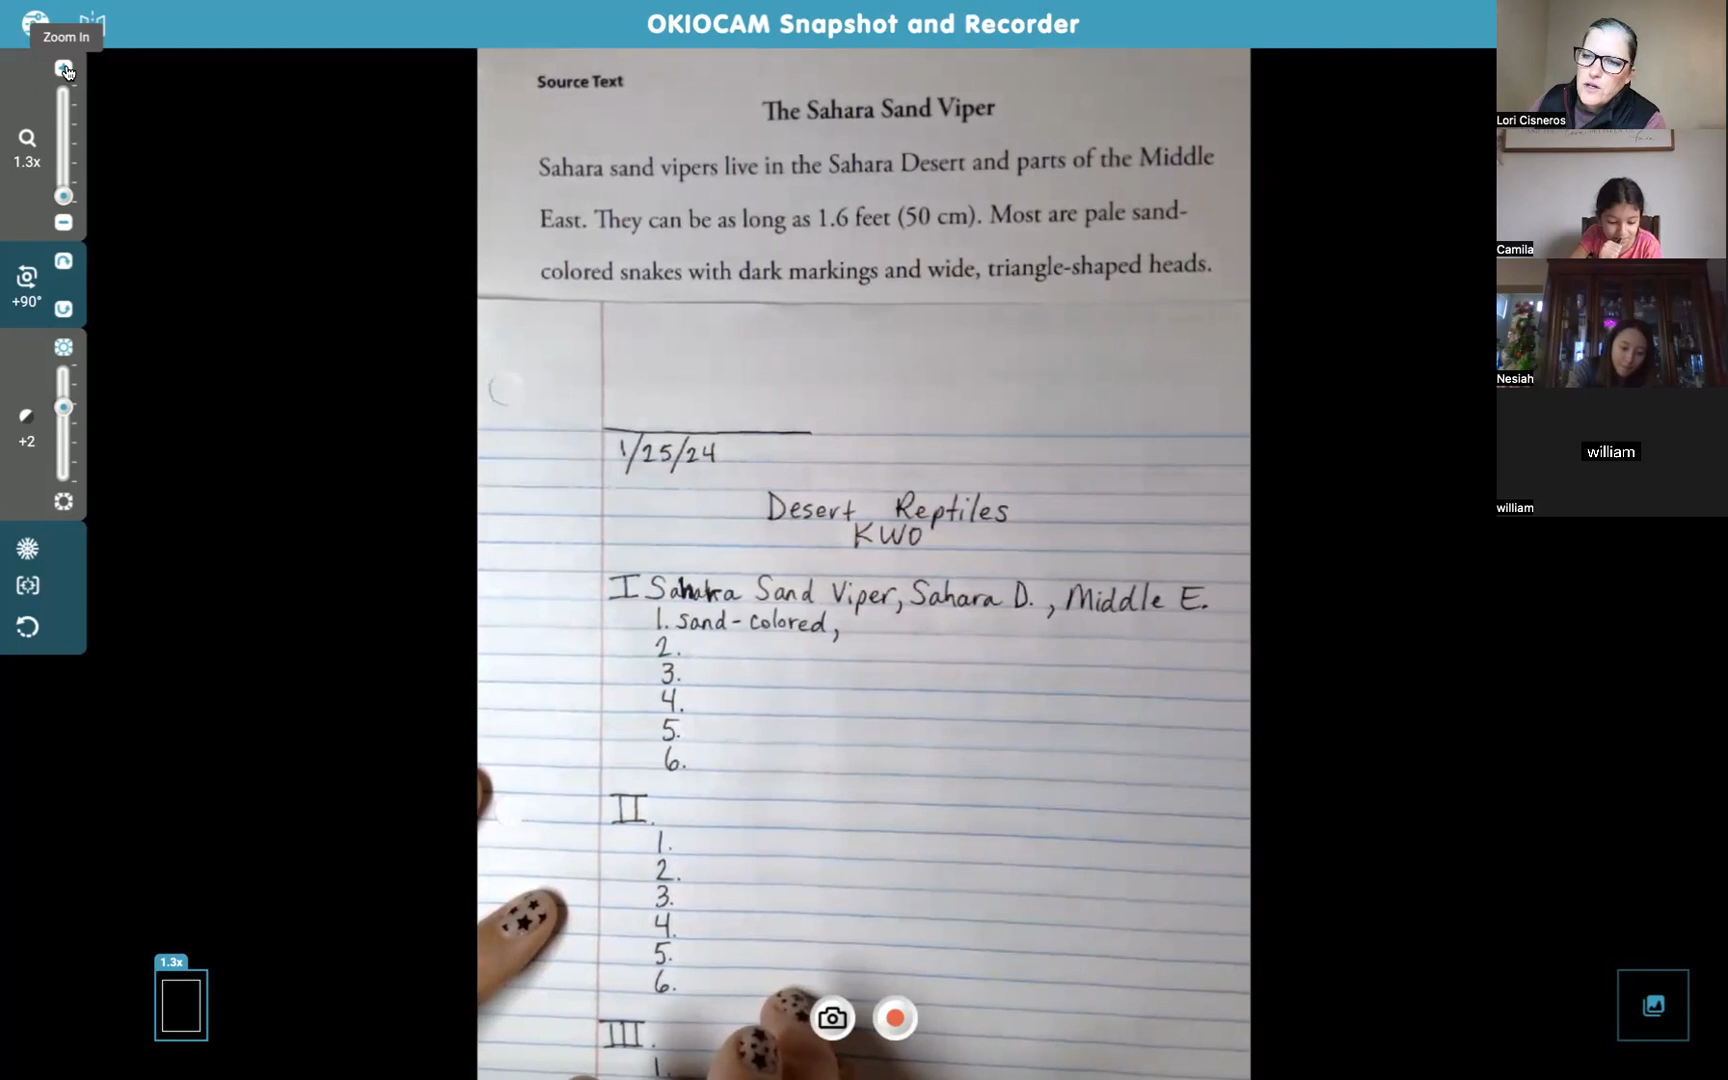 OKIOCAM Snapshot and Recorder
Zoom In
1.3x
+90°
+2
1.3x
Source Text
The Sahara Sand Viper
Sahara sand vipers live in the Sahara Desert and parts of the Middle
East. They can be as long as 1.6 feet (50 cm). Most are pale sand-
colored snakes with dark markings and wide, triangle-shaped heads.
1/25/24
Desert Reptiles
KWO
I Sahara Sand Viper, Sahara D., Middle E.
1. sand-colored,
2.
3.
4.
5.
6.
II.
1.
2.
3.
4.
5.
6.
III.
1.
Lori Cisneros
Camila
Nesiah
william
william